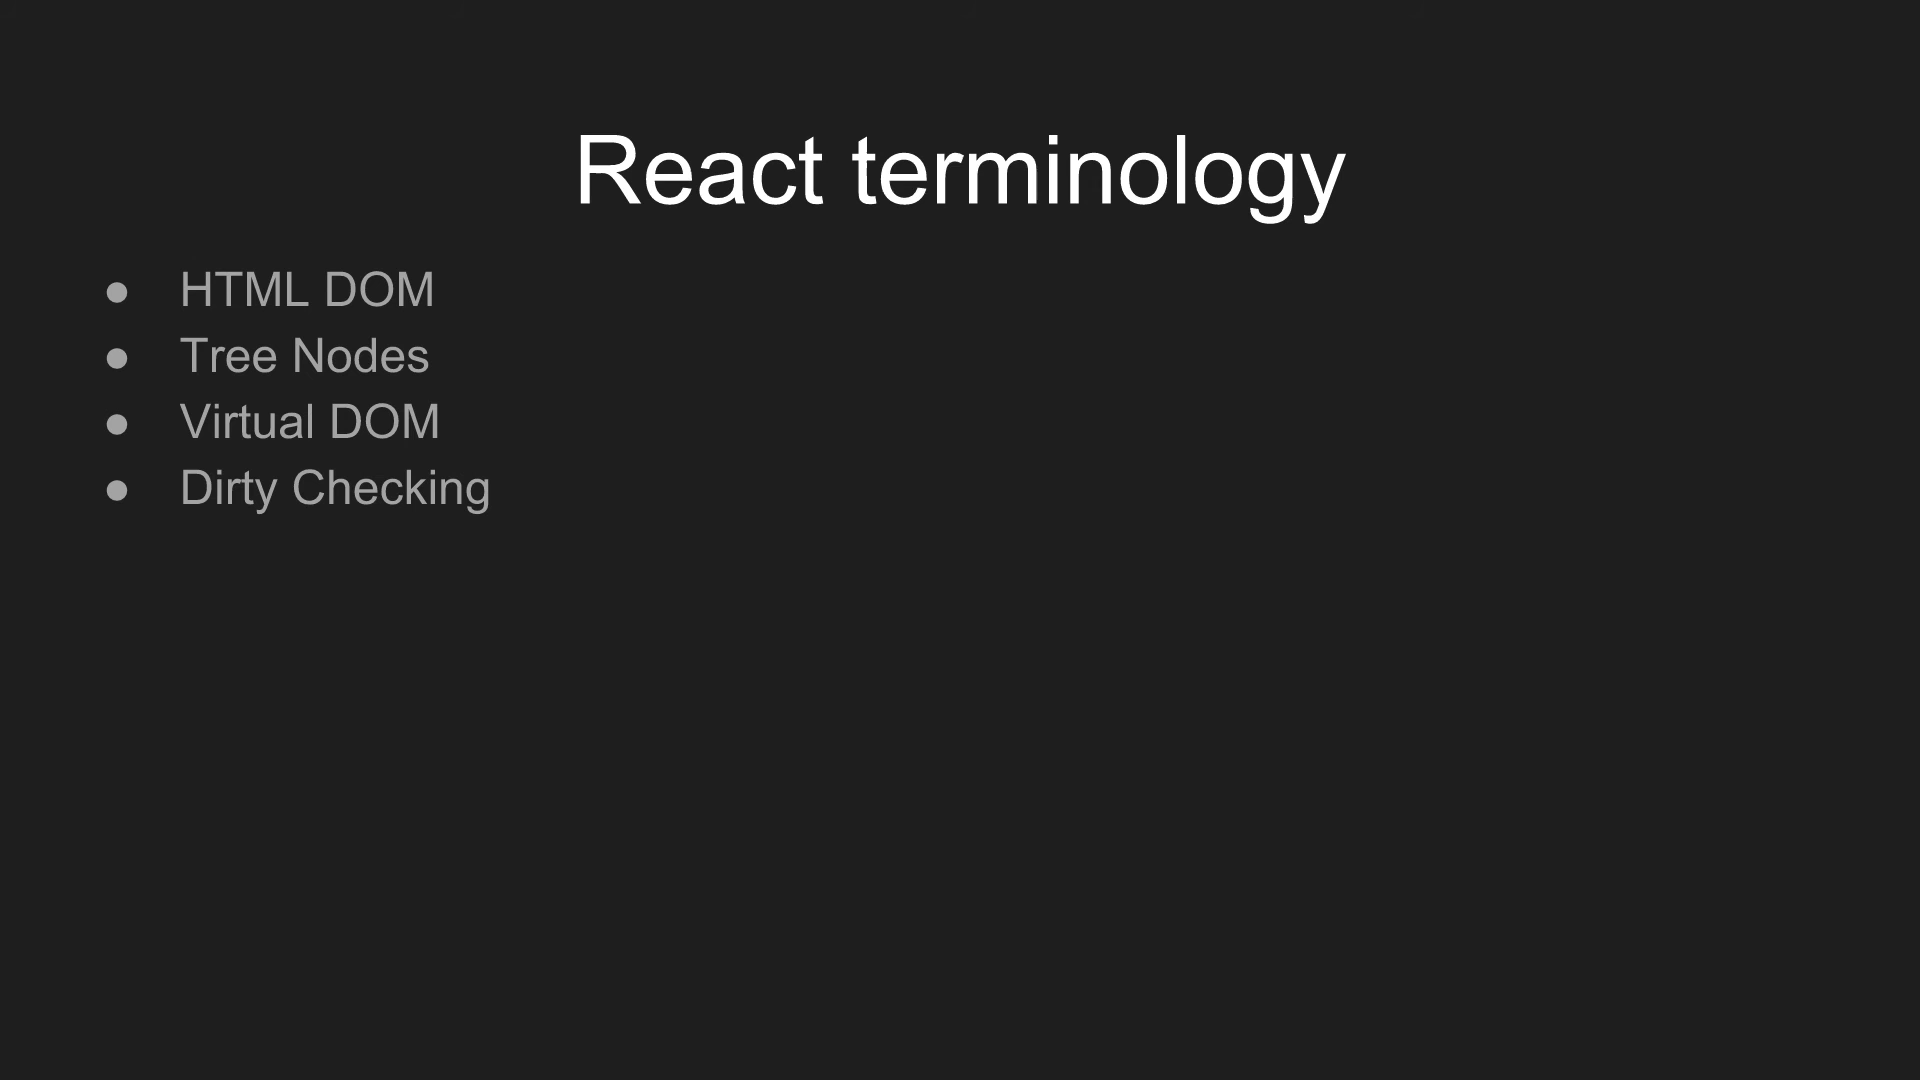 React terminology
● HTML DOM
● Tree Nodes
● Virtual DOM
● Dirty Checking